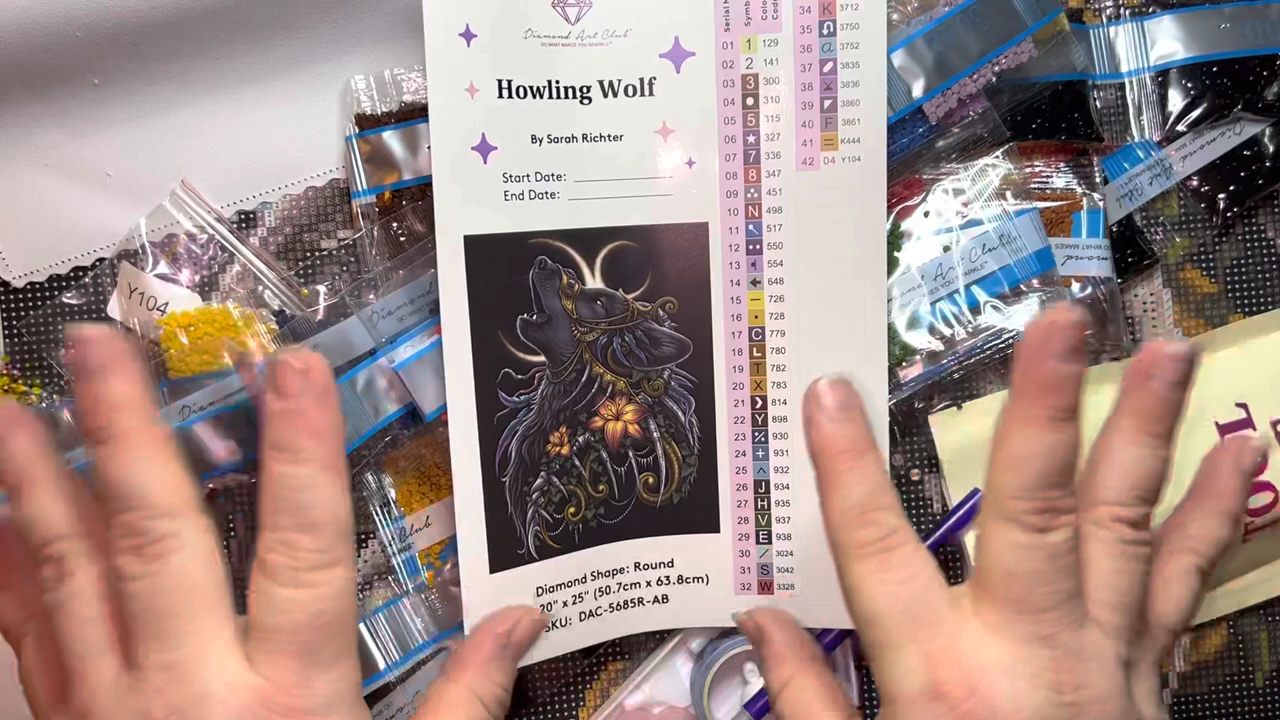 Diamond Art Club
DO WHAT MAKES YOU SPARKLE™
Howling Wolf
By Sarah Richter
Start Date:
End Date:
Diamond Shape: Round
20" x 25" (50.7cm x 63.8cm)
SKU: DAC-5685R-AB
01 1 129
02 2 141
03 3 300
04 310
05 5 315
06 ★ 327
07 7 336
08 8 347
09 451
10 N 498
11 517
12 550
13 554
14 648
15 – 726
16 728
17 C 779
18 L 780
19 T 782
20 X 783
21 814
22 Y 898
23 930
24 + 931
25 ^ 932
26 J 934
27 H 935
28 V 937
29 E 938
30 / 3024
31 S 3042
32 W 3328
34 K 3712
35 3750
36 a 3752
37 3835
38 3836
39 3860
40 F 3861
41 = K444
42 04 Y104
Y104
Diamond Art Club
Club